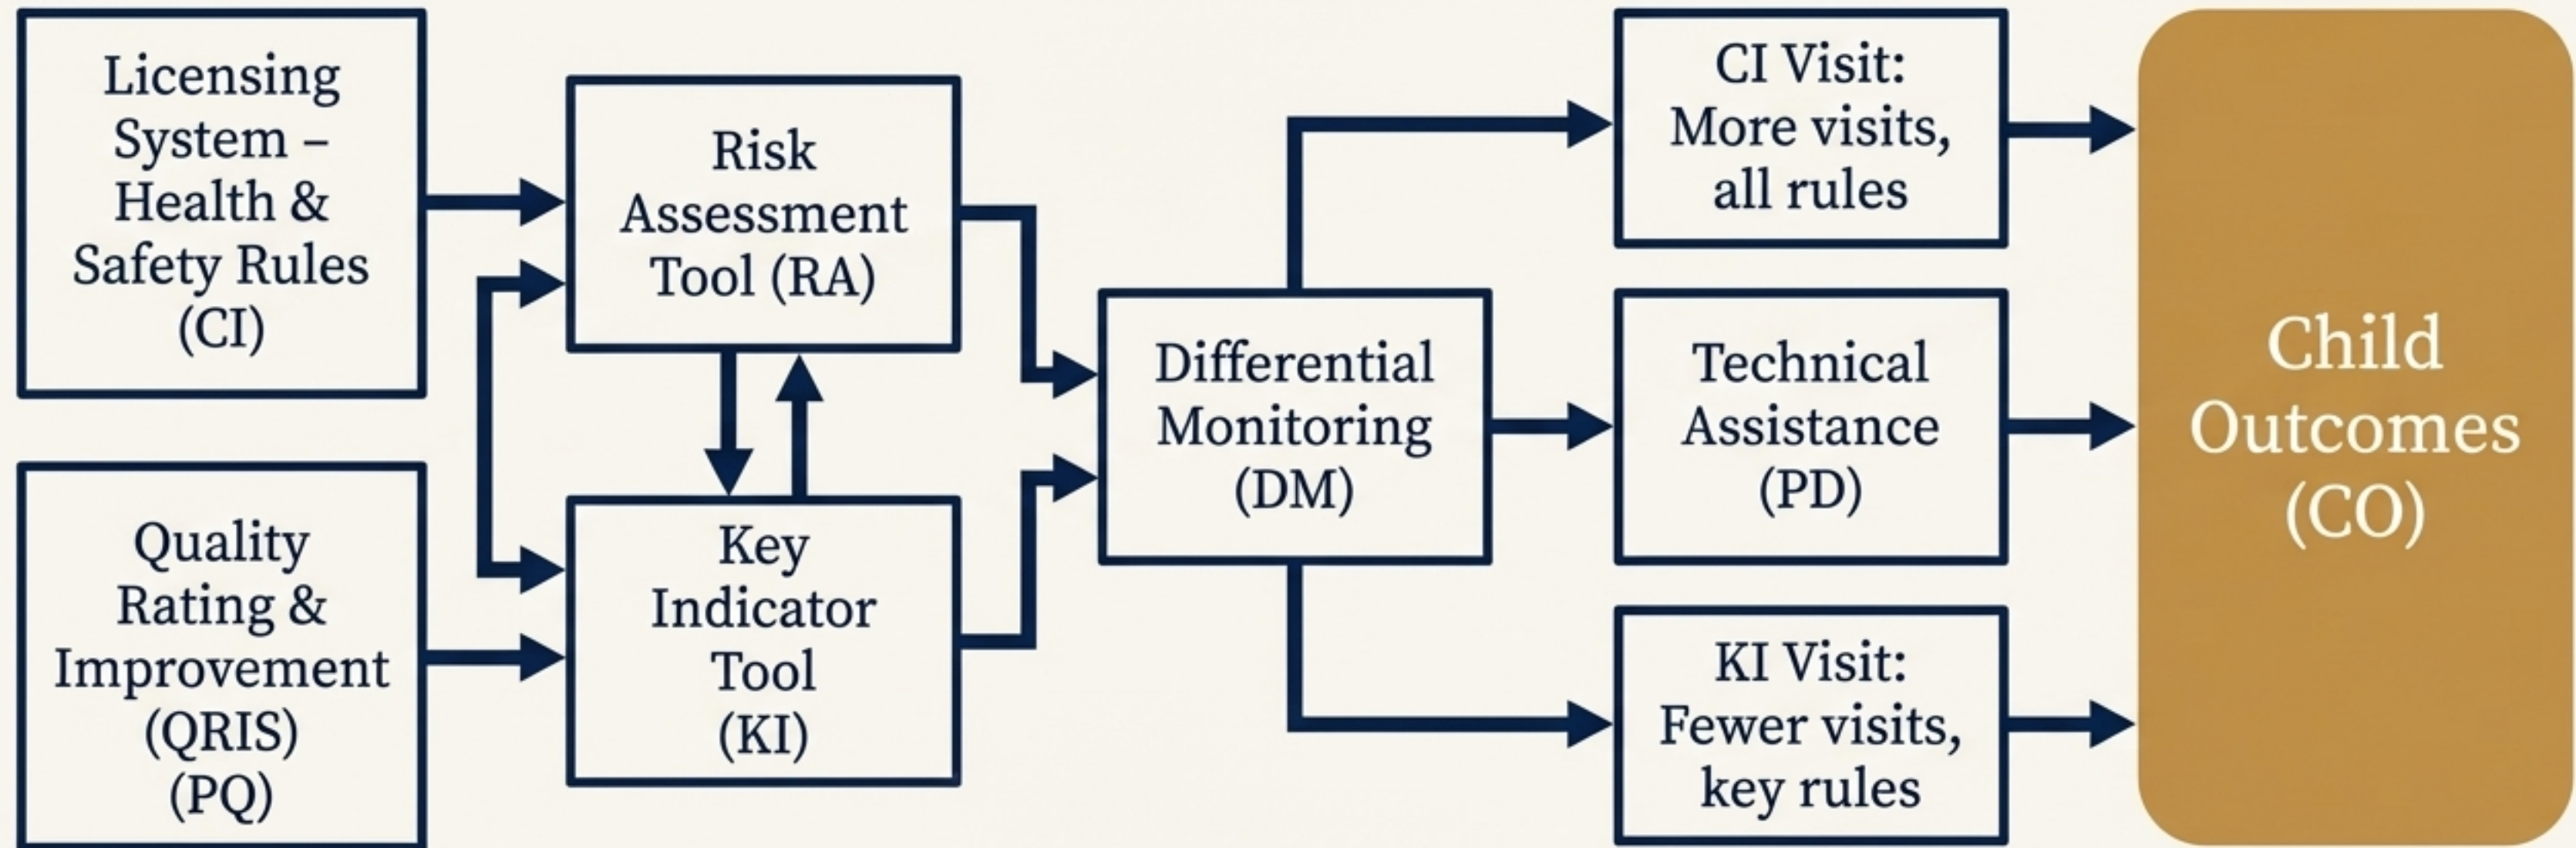 Licensing
System –
Health &
Safety Rules
(CI)
Quality
Rating &
Improvement
(QRIS)
(PQ)
Risk
Assessment
Tool (RA)
Key
Indicator
Tool
(KI)
Differential
Monitoring
(DM)
CI Visit:
More visits,
all rules
Technical
Assistance
(PD)
KI Visit:
Fewer visits,
key rules
Child
Outcomes
(CO)